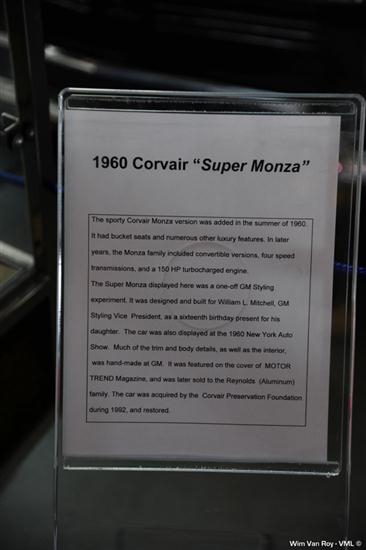 1960 Corvair "Super Monza"
The sporty Corvair Monza version was added in the summer of 1960.
It had bucket seats and numerous other luxury features. In later
years, the Monza family included convertible versions, four speed
transmissions, and a 150 HP turbocharged engine.
The Super Monza displayed here was a one-off GM Styling
experiment. It was designed and built for William L. Mitchell, GM
Styling Vice President, as a sixteenth birthday present for his
daughter. The car was also displayed at the 1960 New York Auto
Show. Much of the trim and body details, as well as the interior,
was hand-made at GM. It was featured on the cover of MOTOR
TREND Magazine, and was later sold to the Reynolds (Aluminum)
family. The car was acquired by the Corvair Preservation Foundation
during 1992, and restored.
Wim Van Roy - VML ©